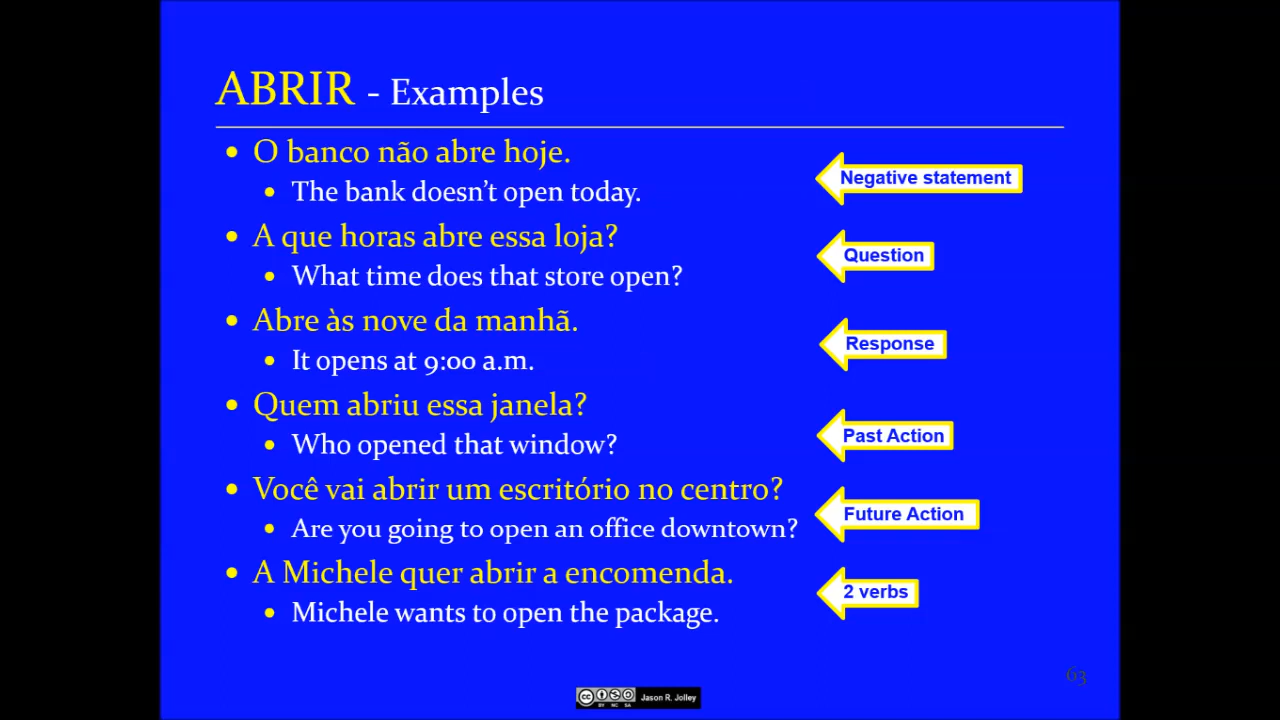 ABRIR - Examples
• O banco não abre hoje.
• The bank doesn't open today.
Negative statement
• A que horas abre essa loja?
• What time does that store open?
Question
• Abre às nove da manhã.
• It opens at 9:00 a.m.
Response
• Quem abriu essa janela?
• Who opened that window?
Past Action
• Você vai abrir um escritório no centro?
• Are you going to open an office downtown?
Future Action
• A Michele quer abrir a encomenda.
• Michele wants to open the package.
2 verbs
63
cc BY NC SA Jason R. Jolley